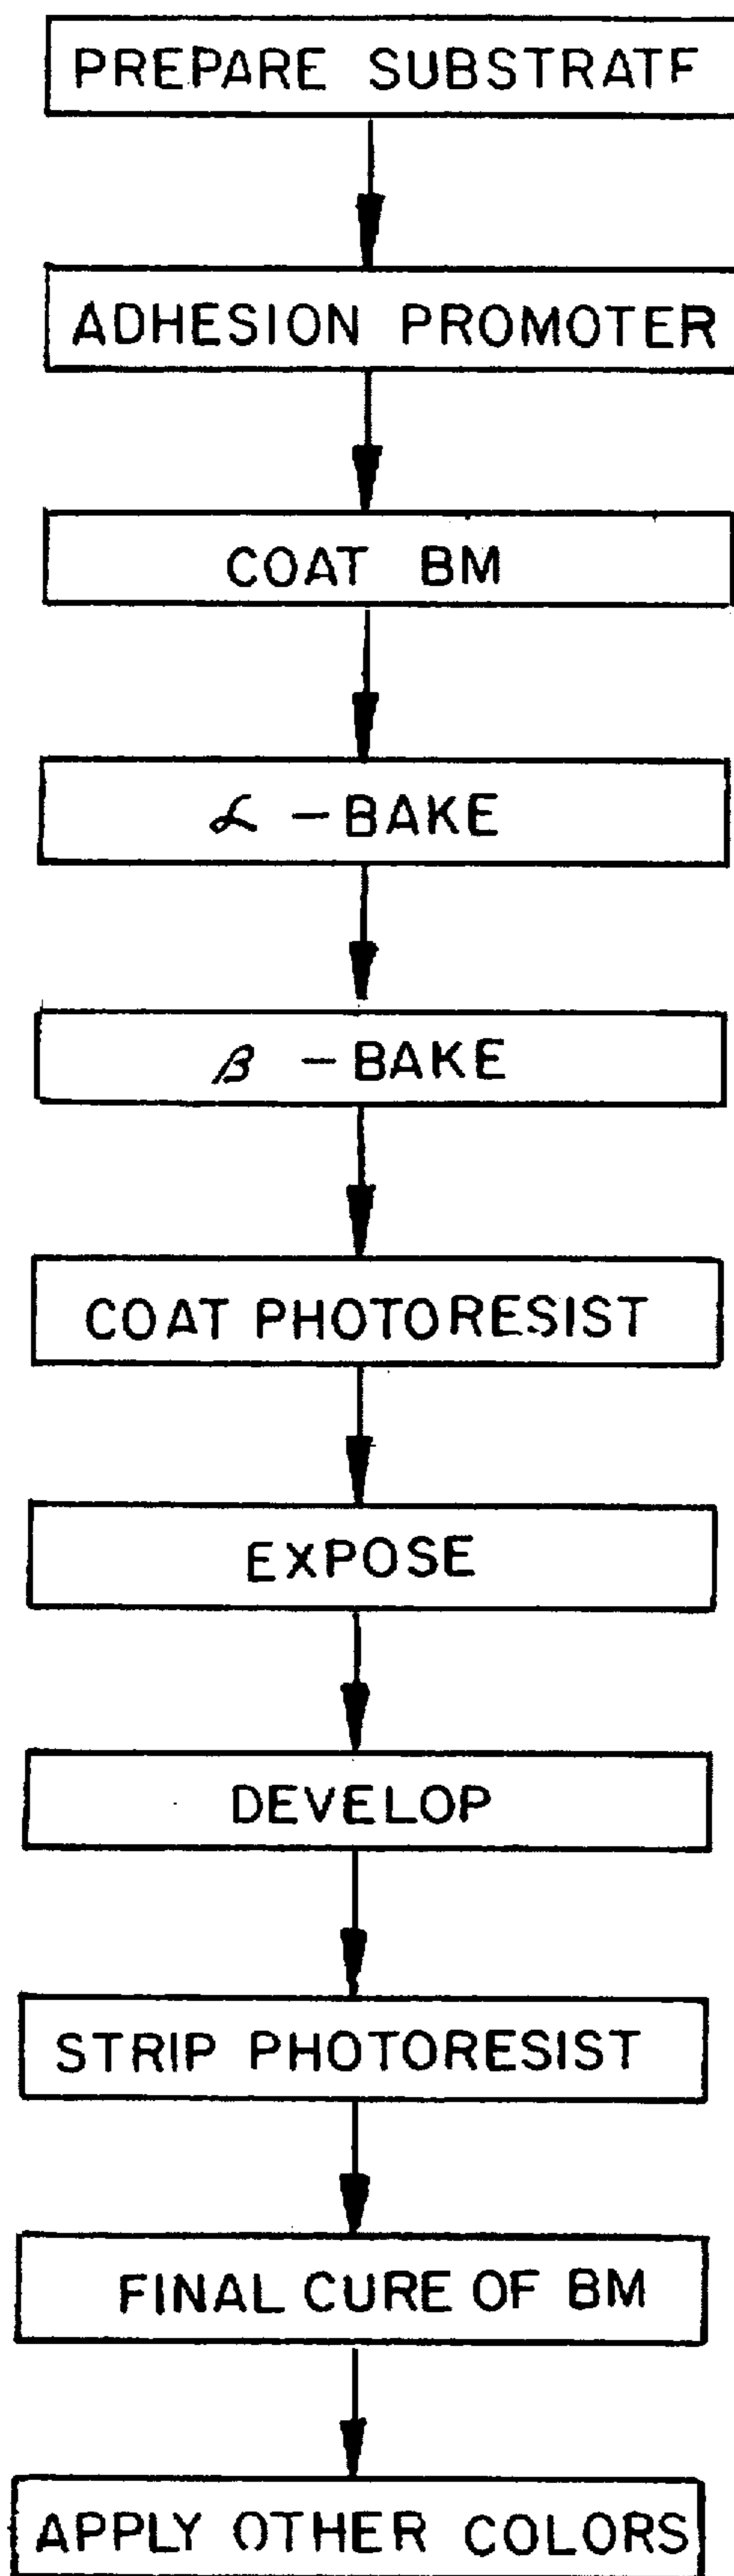 PREPARE SUBSTRATE
ADHESION PROMOTER
COAT BM
α - BAKE
β - BAKE
COAT PHOTORESIST
EXPOSE
DEVELOP
STRIP PHOTORESIST
FINAL CURE OF BM
APPLY OTHER COLORS